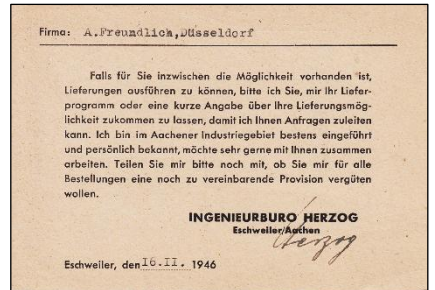 Firma: A.Freundlich,Düsseldorf
Falls für Sie inzwischen die Möglichkeit vorhanden ist,
Lieferungen ausführen zu können, bitte ich Sie, mir Ihr Liefer-
programm oder eine kurze Angabe über Ihre Lieferungsmög-
lichkeit zukommen zu lassen, damit ich Ihnen Anfragen zuleiten
kann. Ich bin im Aachener Industriegebiet bestens eingeführt
und persönlich bekannt, möchte sehr gerne mit Ihnen zusammen
arbeiten. Teilen Sie mir bitte noch mit, ob Sie mir für alle
Bestellungen eine noch zu vereinbarende Provision vergüten
wollen.
INGENIEURBURO HERZOG
Eschweiler/Aachen
Herzog
Eschweiler, den 16.II. 1946